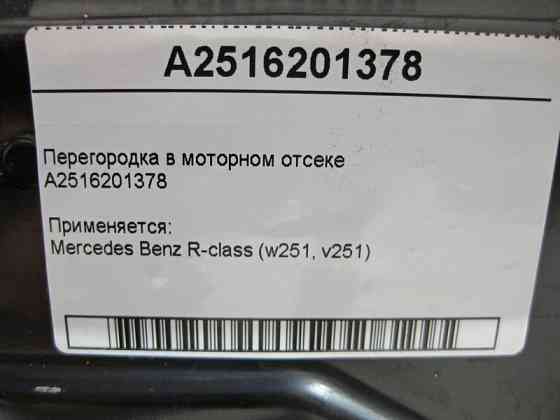 A2516201378
Перегородка в моторном отсеке
A2516201378
Применяется:
Mercedes Benz R-class (w251, v251)